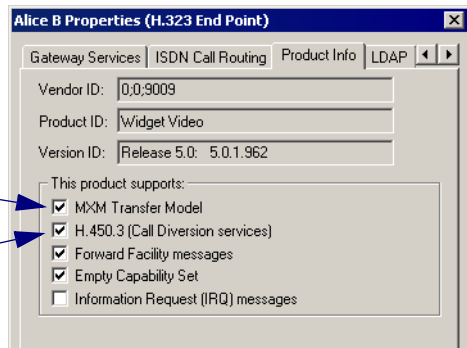 Alice B Properties (H.323 End Point)
Gateway Services ISDN Call Routing Product Info LDAP
Vendor ID: 0;0;9009
Product ID: Widget Video
Version ID: Release 5.0: 5.0.1.962
This product supports:
MXM Transfer Model
H.450.3 (Call Diversion services)
Forward Facility messages
Empty Capability Set
Information Request (IRQ) messages